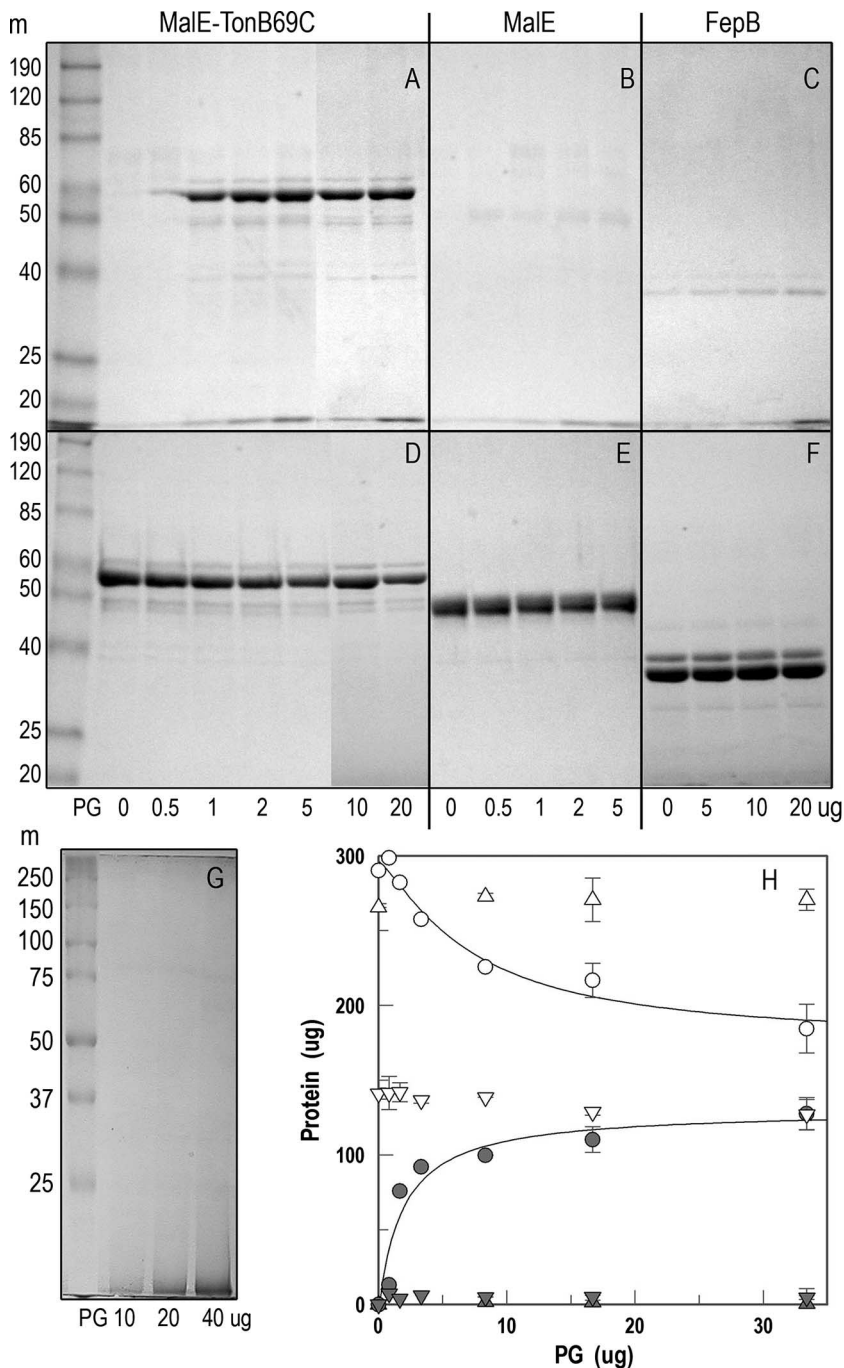 m MalE-TonB69C MalE FepB
A B C
190
120
85
60
50
40
25
20
D E F
190
120
85
60
50
40
25
20
PG 0 0.5 1 2 5 10 20 0 0.5 1 2 5 0 5 10 20 ug
m
G
250
150
100
75
50
37
25
PG 10 20 40 ug
H
300
200
100
0
Protein (ug)
0 10 20 30
PG (ug)